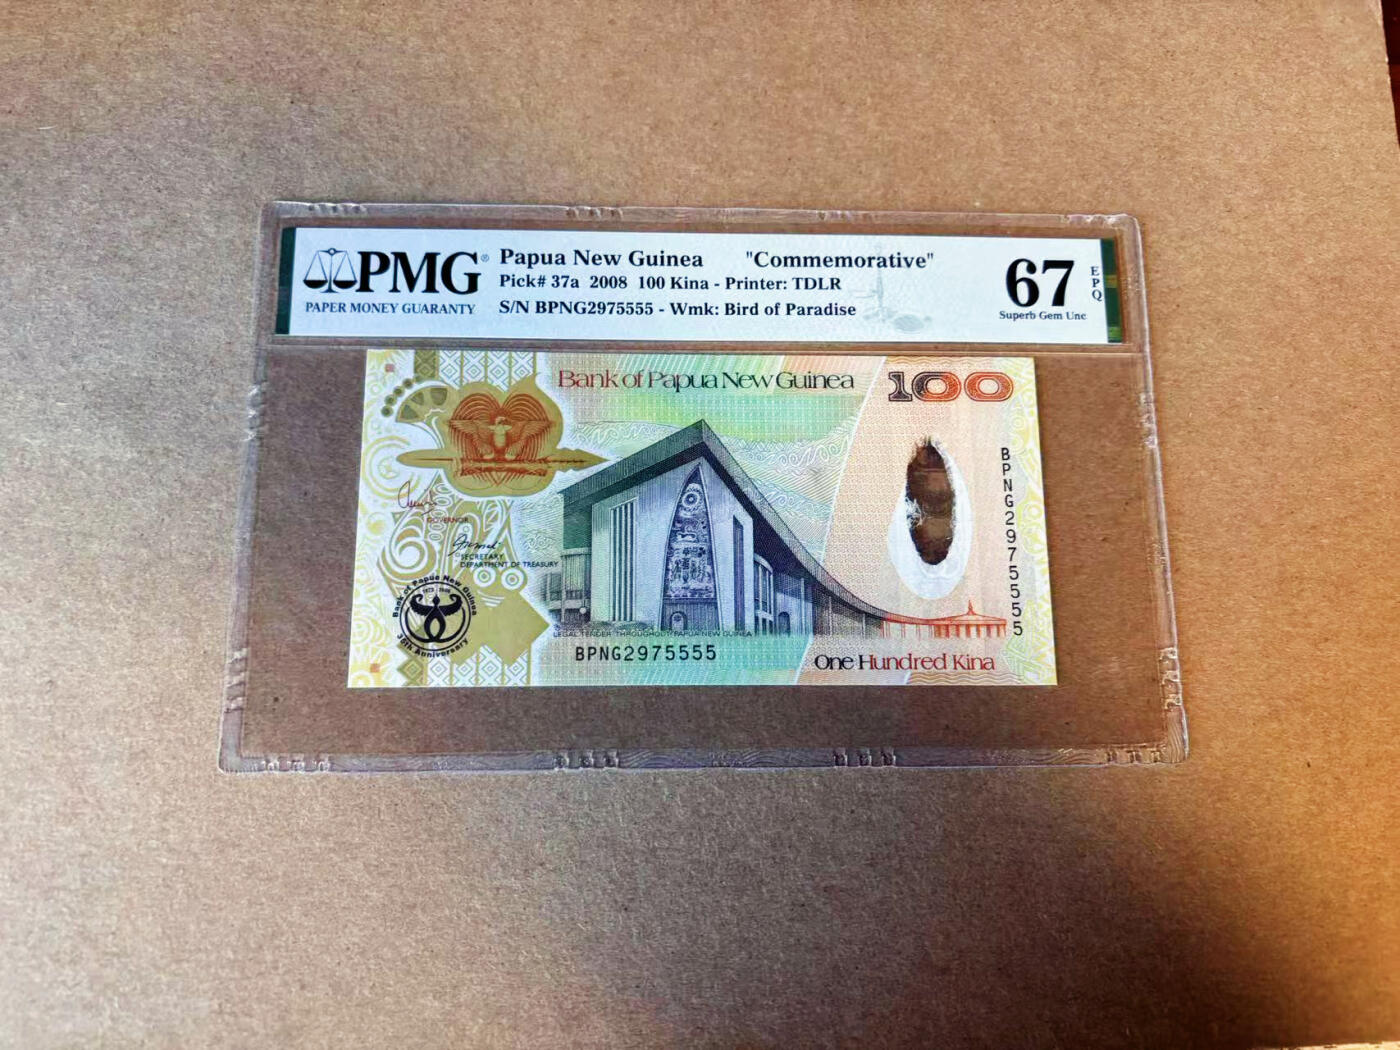 PMG®
PAPER MONEY GUARANTY
Papua New Guinea "Commemorative"
Pick# 37a 2008 100 Kina - Printer: TDLR
S/N BPNG2975555 - Wmk: Bird of Paradise
67
EPQ
Superb Gem Unc
Bank of Papua New Guinea
100
GOVERNOR
SECRETARY
DEPARTMENT OF TREASURY
BPNG2975555
Bank of Papua New Guinea
35th Anniversary
LEGAL TENDER THROUGHOUT PAPUA NEW GUINEA
BPNG2975555
One Hundred Kina